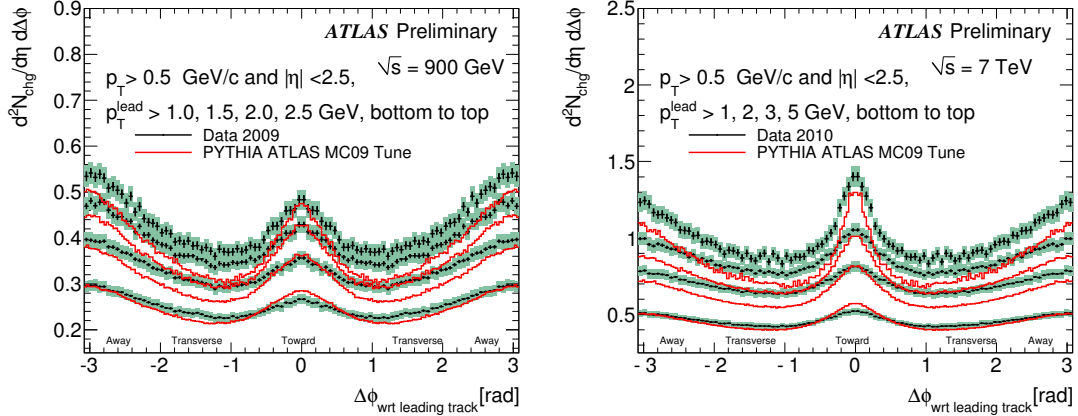 d²N_chg/dη dΔϕ
0.9
0.8
0.7
0.6
0.5
0.4
0.3
0.2
ATLAS Preliminary
√s = 900 GeV
p_T > 0.5 GeV/c and |η| <2.5,
p_T^lead > 1.0, 1.5, 2.0, 2.5 GeV, bottom to top
Data 2009
PYTHIA ATLAS MC09 Tune
Away Transverse Toward Transverse Away
-3 -2 -1 0 1 2 3
Δϕ_wrt leading track [rad]
d²N_chg/dη dΔϕ
2.5
2
1.5
1
0.5
ATLAS Preliminary
√s = 7 TeV
p_T > 0.5 GeV/c and |η| <2.5,
p_T^lead > 1, 2, 3, 5 GeV, bottom to top
Data 2010
PYTHIA ATLAS MC09 Tune
Away Transverse Toward Transverse Away
- 3 - 2 - 1 0 1 2 3
Δϕ_wrt leading track [rad]